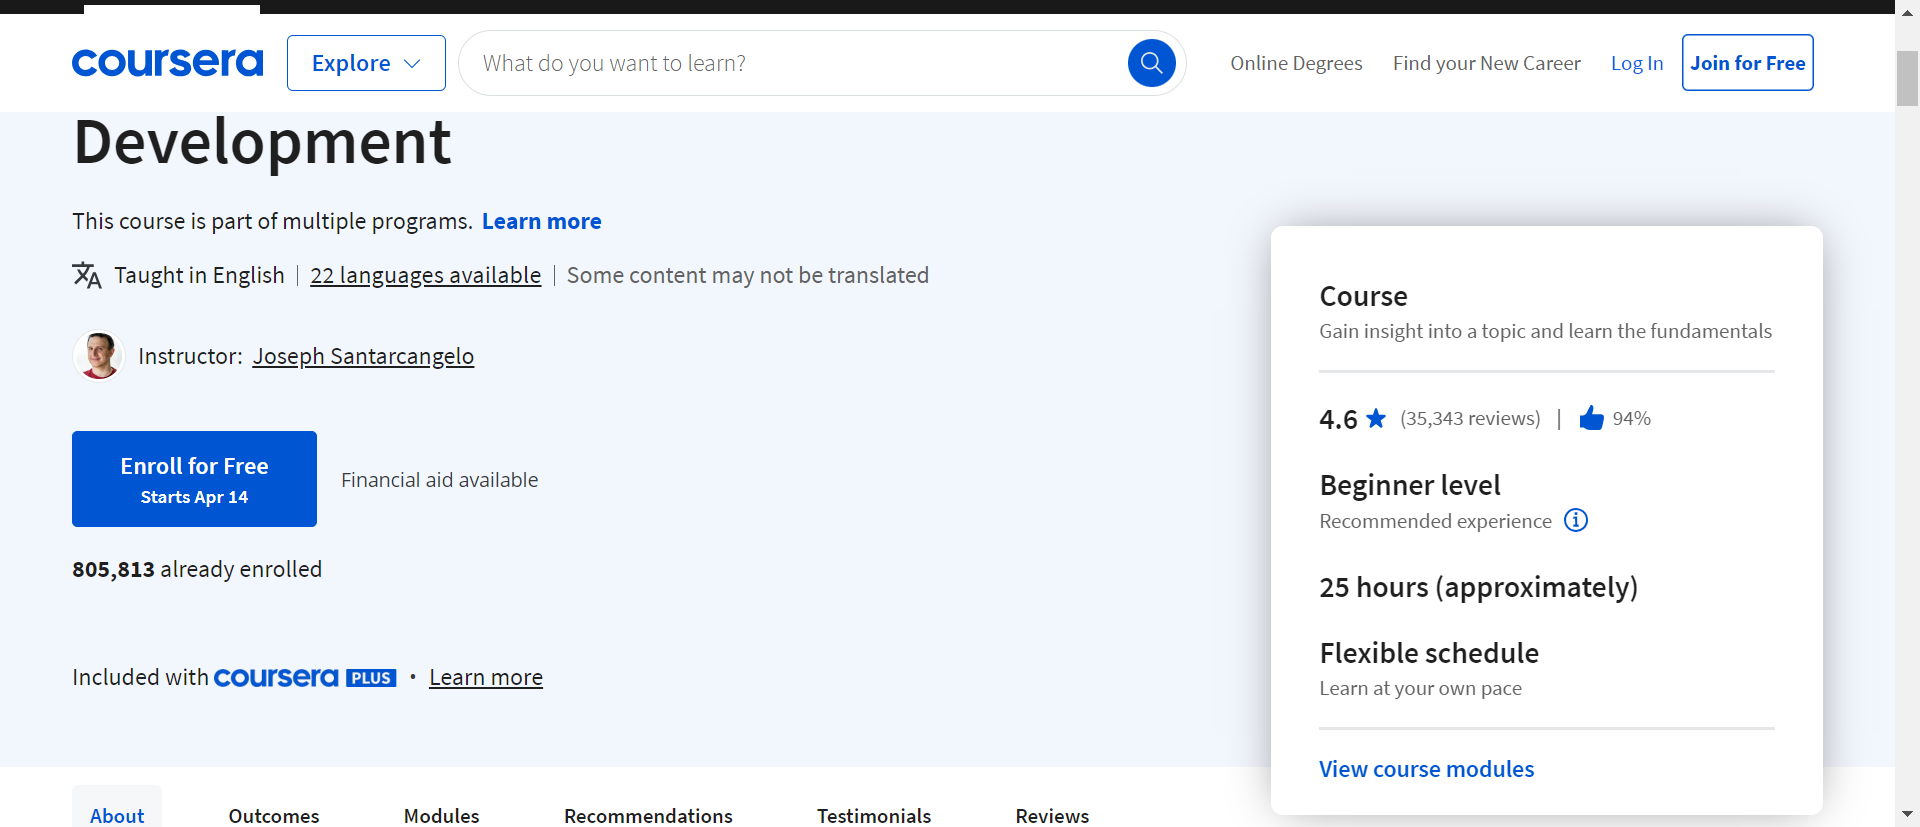 coursera
Explore
What do you want to learn?
Online Degrees
Find your New Career
Log In
Join for Free
Development
This course is part of multiple programs. Learn more
Taught in English | 22 languages available | Some content may not be translated
Instructor: Joseph Santarcangelo
Enroll for Free
Starts Apr 14
Financial aid available
805,813 already enrolled
Included with coursera PLUS • Learn more
Course
Gain insight into a topic and learn the fundamentals
4.6 (35,343 reviews) | 94%
Beginner level
Recommended experience
25 hours (approximately)
Flexible schedule
Learn at your own pace
View course modules
About
Outcomes
Modules
Recommendations
Testimonials
Reviews